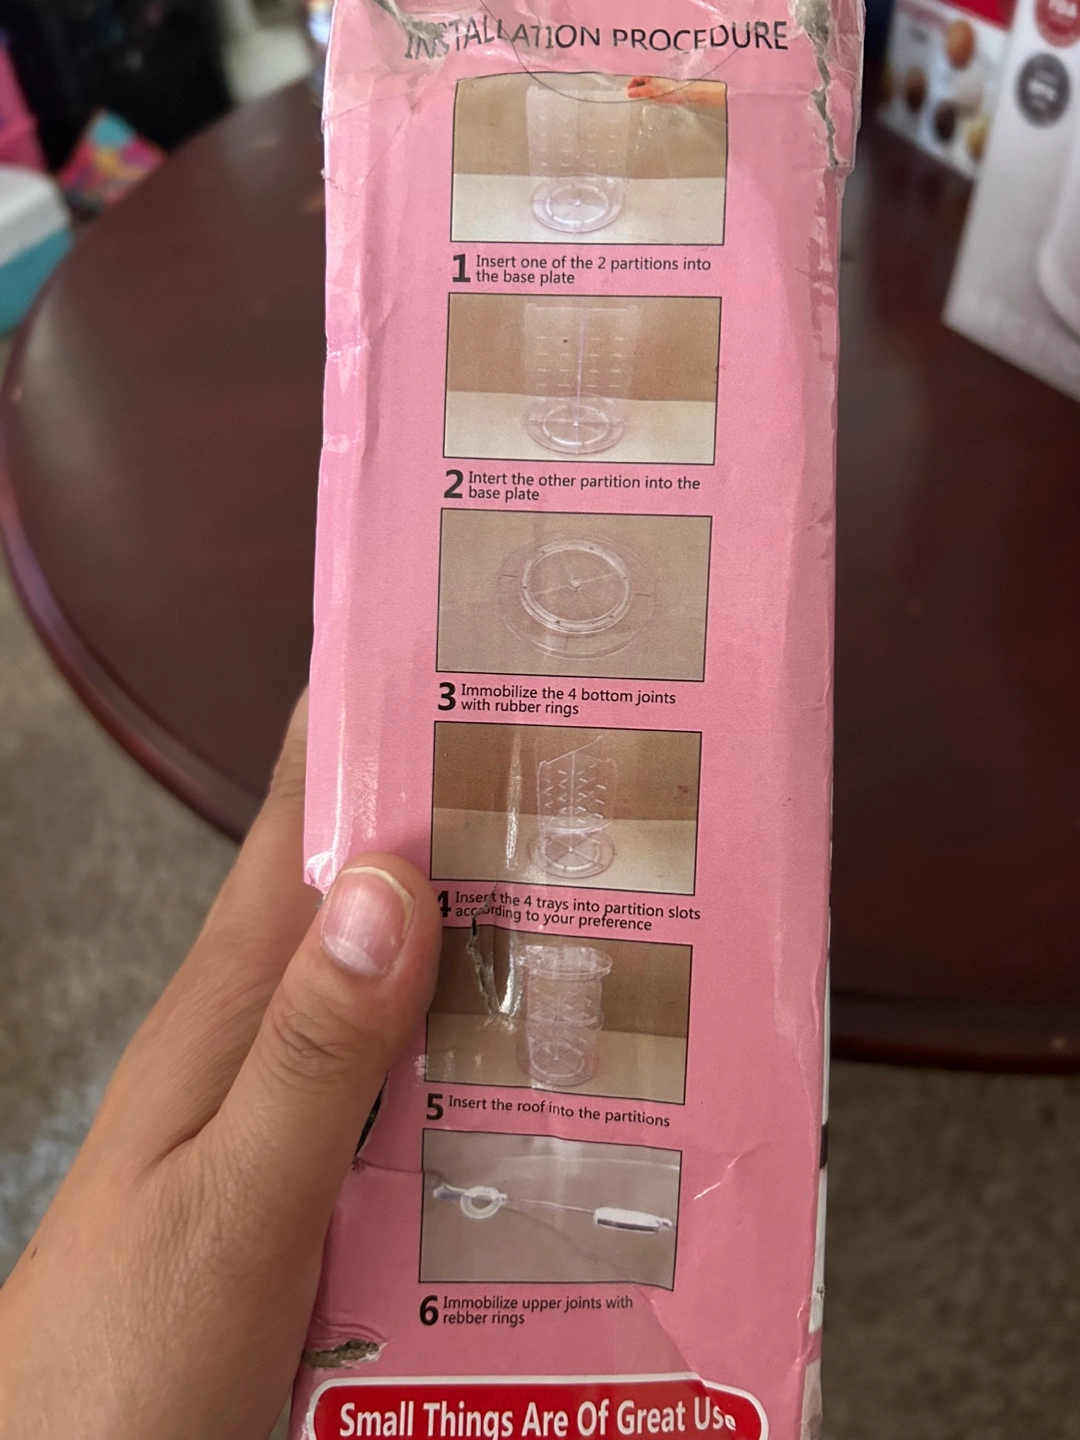 INSTALLATION PROCEDURE
1 Insert one of the 2 partitions into
the base plate
2 Intert the other partition into the
base plate
3 Immobilize the 4 bottom joints
with rubber rings
4 Insert the 4 trays into partition slots
according to your preference
5 Insert the roof into the partitions
6 Immobilize upper joints with
rebber rings
Small Things Are Of Great Use